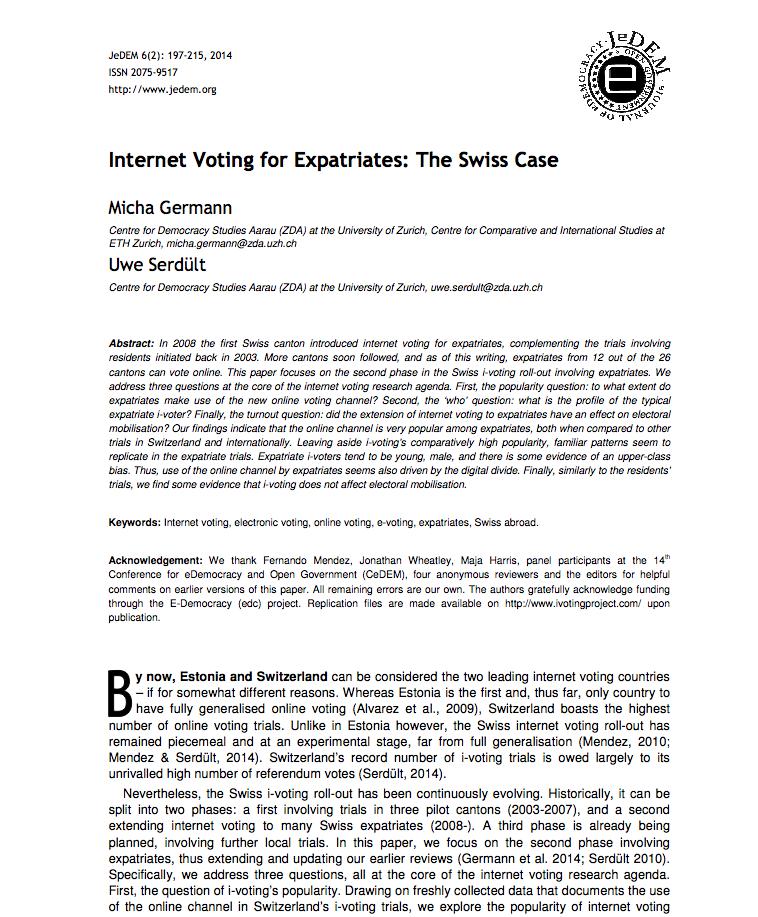 JeDEM 6(2): 197-215, 2014
ISSN 2075-9517
http://www.jedem.org
JeDEM
OPEN GOVERNMENT
JOURNAL OF eDEMOCRACY
e
Internet Voting for Expatriates: The Swiss Case
Micha Germann
Centre for Democracy Studies Aarau (ZDA) at the University of Zurich, Centre for Comparative and International Studies at
ETH Zurich, micha.germann@zda.uzh.ch
Uwe Serdült
Centre for Democracy Studies Aarau (ZDA) at the University of Zurich, uwe.serdult@zda.uzh.ch
Abstract: In 2008 the first Swiss canton introduced internet voting for expatriates, complementing the trials involving
residents initiated back in 2003. More cantons soon followed, and as of this writing, expatriates from 12 out of the 26
cantons can vote online. This paper focuses on the second phase in the Swiss i-voting roll-out involving expatriates. We
address three questions at the core of the internet voting research agenda. First, the popularity question: to what extent do
expatriates make use of the new online voting channel? Second, the ‘who’ question: what is the profile of the typical
expatriate i-voter? Finally, the turnout question: did the extension of internet voting to expatriates have an effect on electoral
mobilisation? Our findings indicate that the online channel is very popular among expatriates, both when compared to other
trials in Switzerland and internationally. Leaving aside i-voting’s comparatively high popularity, familiar patterns seem to
replicate in the expatriate trials. Expatriate i-voters tend to be young, male, and there is some evidence of an upper-class
bias. Thus, use of the online channel by expatriates seems also driven by the digital divide. Finally, similarly to the residents’
trials, we find some evidence that i-voting does not affect electoral mobilisation.
Keywords: Internet voting, electronic voting, online voting, e-voting, expatriates, Swiss abroad.
Acknowledgement: We thank Fernando Mendez, Jonathan Wheatley, Maja Harris, panel participants at the 14th
Conference for eDemocracy and Open Government (CeDEM), four anonymous reviewers and the editors for helpful
comments on earlier versions of this paper. All remaining errors are our own. The authors gratefully acknowledge funding
through the E-Democracy (edc) project. Replication files are made available on http://www.ivotingproject.com/ upon
publication.
By now, Estonia and Switzerland can be considered the two leading internet voting countries
– if for somewhat different reasons. Whereas Estonia is the first and, thus far, only country to
have fully generalised online voting (Alvarez et al., 2009), Switzerland boasts the highest
number of online voting trials. Unlike in Estonia however, the Swiss internet voting roll-out has
remained piecemeal and at an experimental stage, far from full generalisation (Mendez, 2010;
Mendez & Serdült, 2014). Switzerland’s record number of i-voting trials is owed largely to its
unrivalled high number of referendum votes (Serdült, 2014).
Nevertheless, the Swiss i-voting roll-out has been continuously evolving. Historically, it can be
split into two phases: a first involving trials in three pilot cantons (2003-2007), and a second
extending internet voting to many Swiss expatriates (2008-). A third phase is already being
planned, involving further local trials. In this paper, we focus on the second phase involving
expatriates, thus extending and updating our earlier reviews (Germann et al. 2014; Serdült 2010).
Specifically, we address three questions, all at the core of the internet voting research agenda.
First, the question of i-voting’s popularity. Drawing on freshly collected data that documents the use
of the online channel in Switzerland’s i-voting trials, we explore the popularity of internet voting